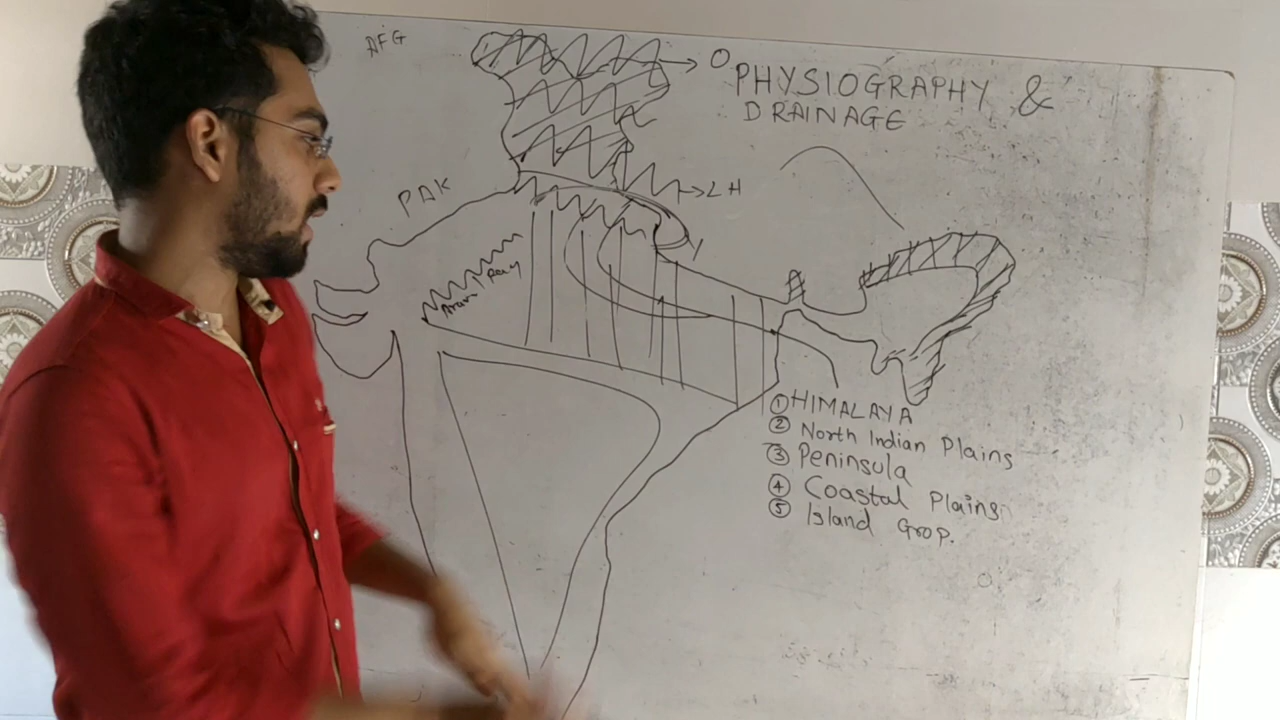 AFG
PHYSIOGRAPHY &
DRAINAGE
PAK
LH
① HIMALAYA
② North Indian Plains
③ Peninsula
④ Coastal Plains
⑤ Island Grop.